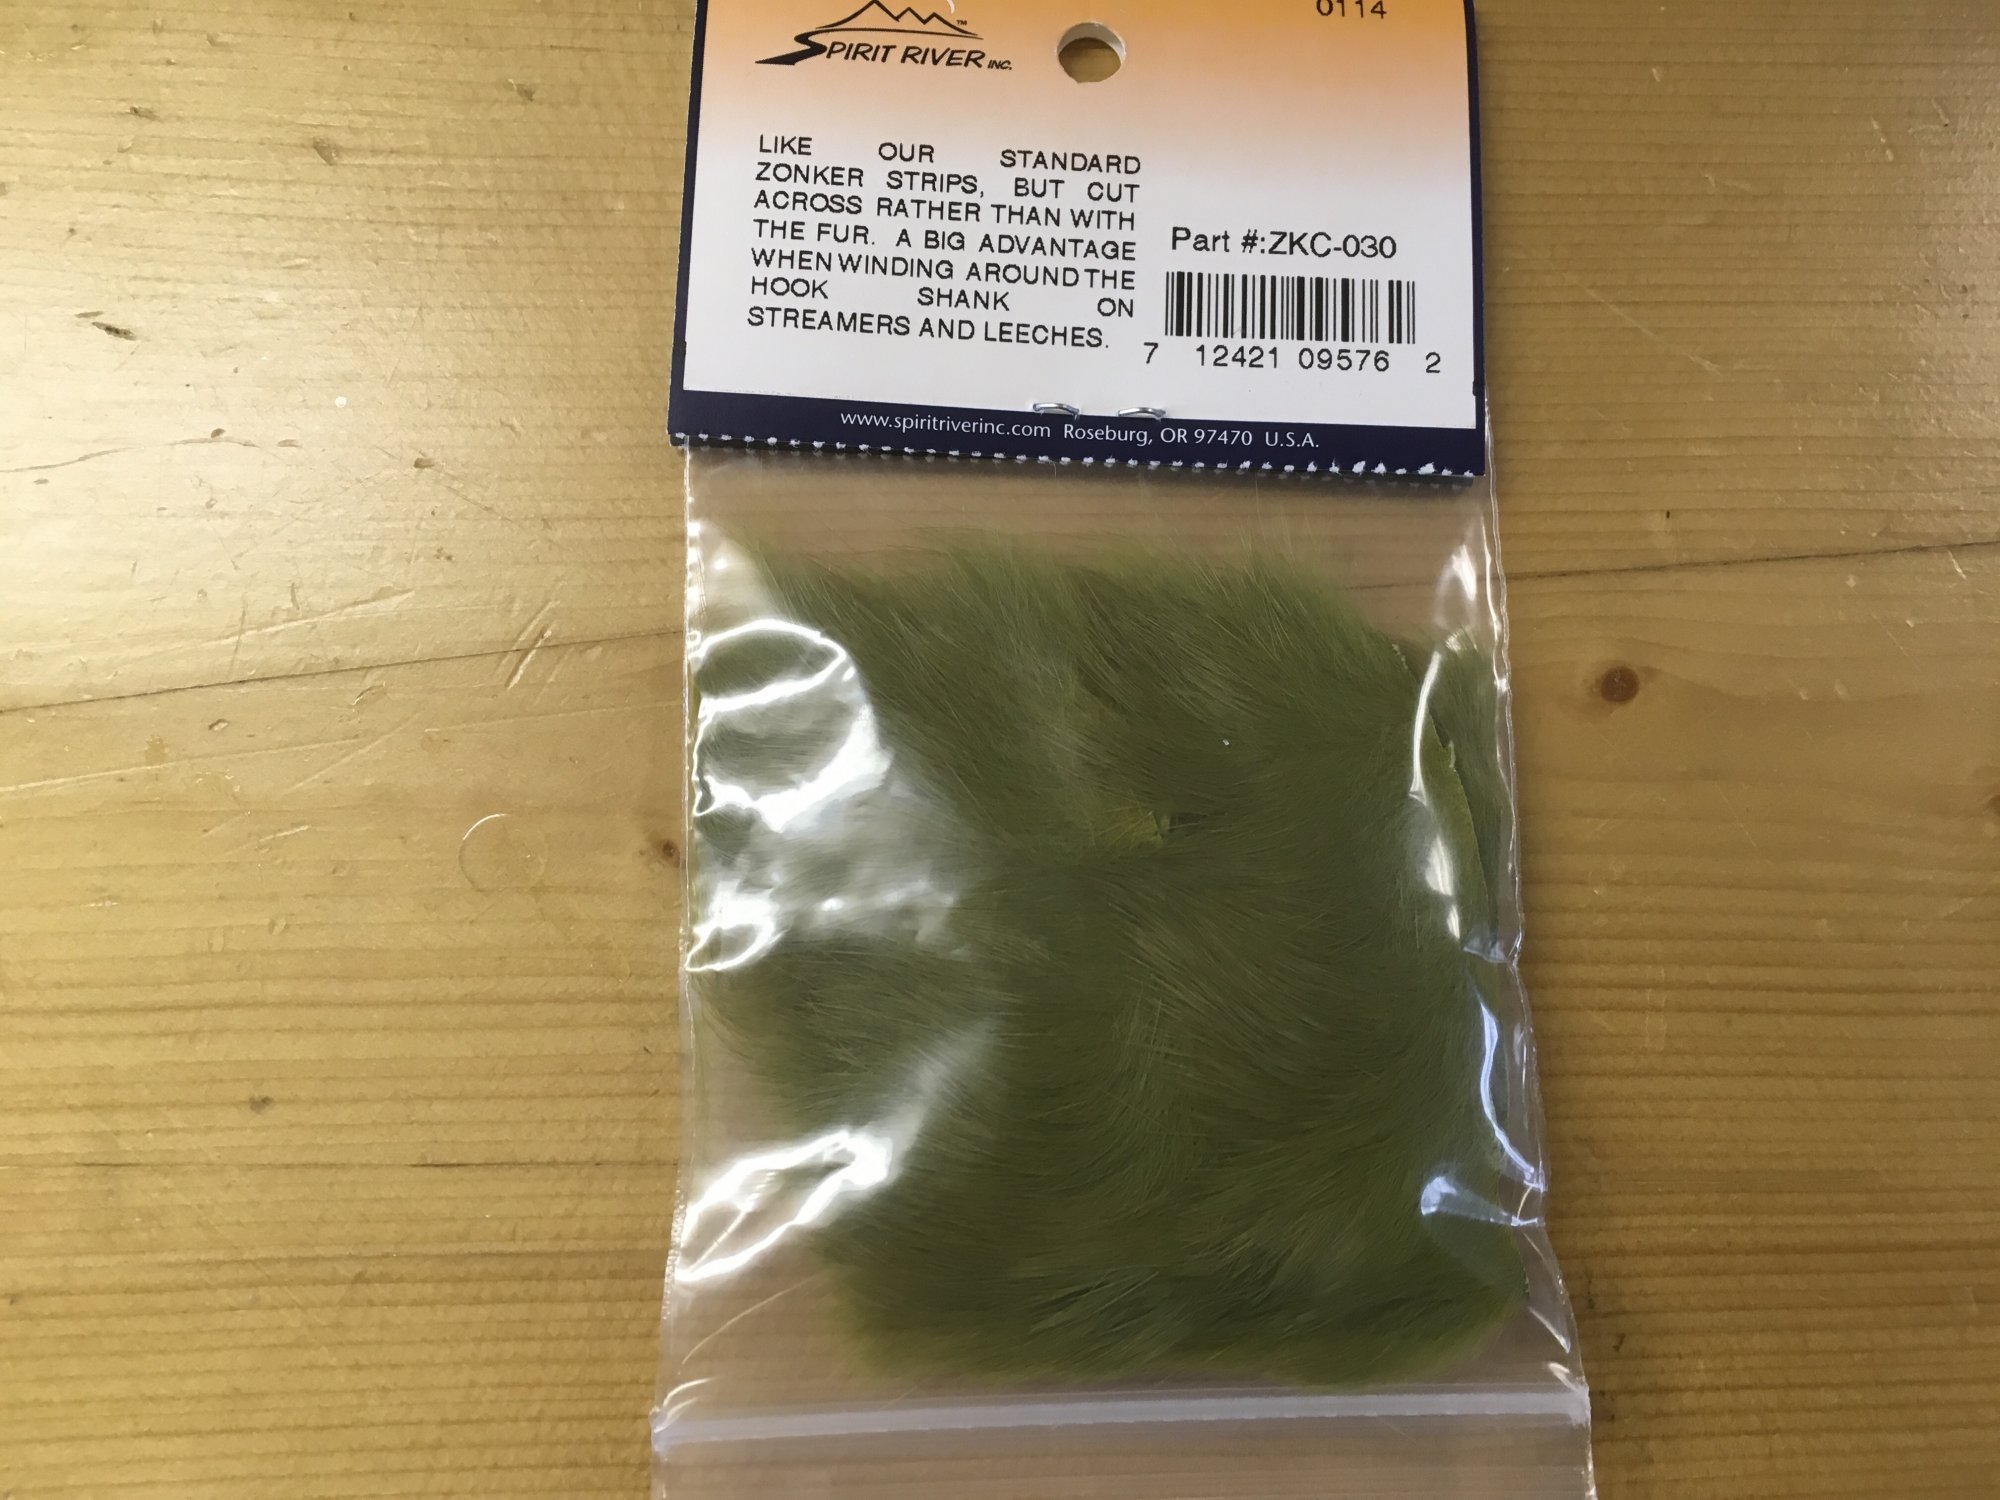 0114
SPIRIT RIVER INC.
TM
LIKE OUR STANDARD
ZONKER STRIPS, BUT CUT
ACROSS RATHER THAN WITH
THE FUR. A BIG ADVANTAGE
WHEN WINDING AROUND THE
HOOK SHANK ON
STREAMERS AND LEECHES.
Part #:ZKC-030
7 12421 09576 2
www.spiritriverinc.com Roseburg, OR 97470 U.S.A.